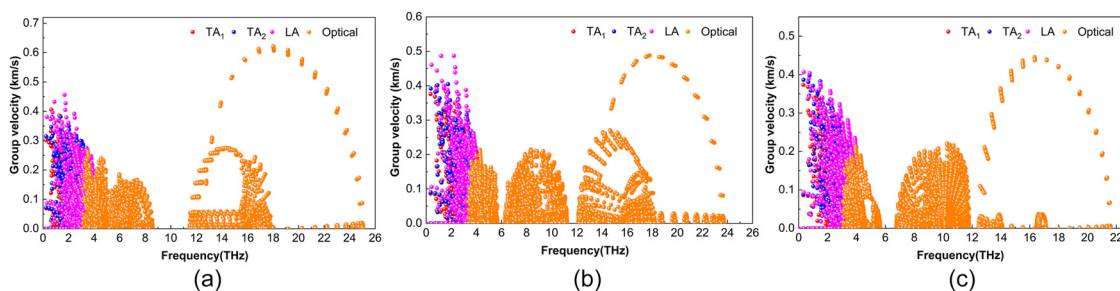 TA1 TA2 LA Optical
Group velocity (km/s)
0.7
0.6
0.5
0.4
0.3
0.2
0.1
0.0
0 2 4 6 8 10 12 14 16 18 20 22 24 26
Frequency(THz)
(a)
TA1 TA2 LA Optical
Group velocity (km/s)
0.5
0.4
0.3
0.2
0.1
0.0
0 2 4 6 8 10 12 14 16 18 20 22 24 26
Frequency(THz)
(b)
TA1 TA2 LA Optical
Group velocity (km/s)
0.5
0.4
0.3
0.2
0.1
0.0
0 2 4 6 8 10 12 14 16 18 20 22
Frequency(THz)
(c)